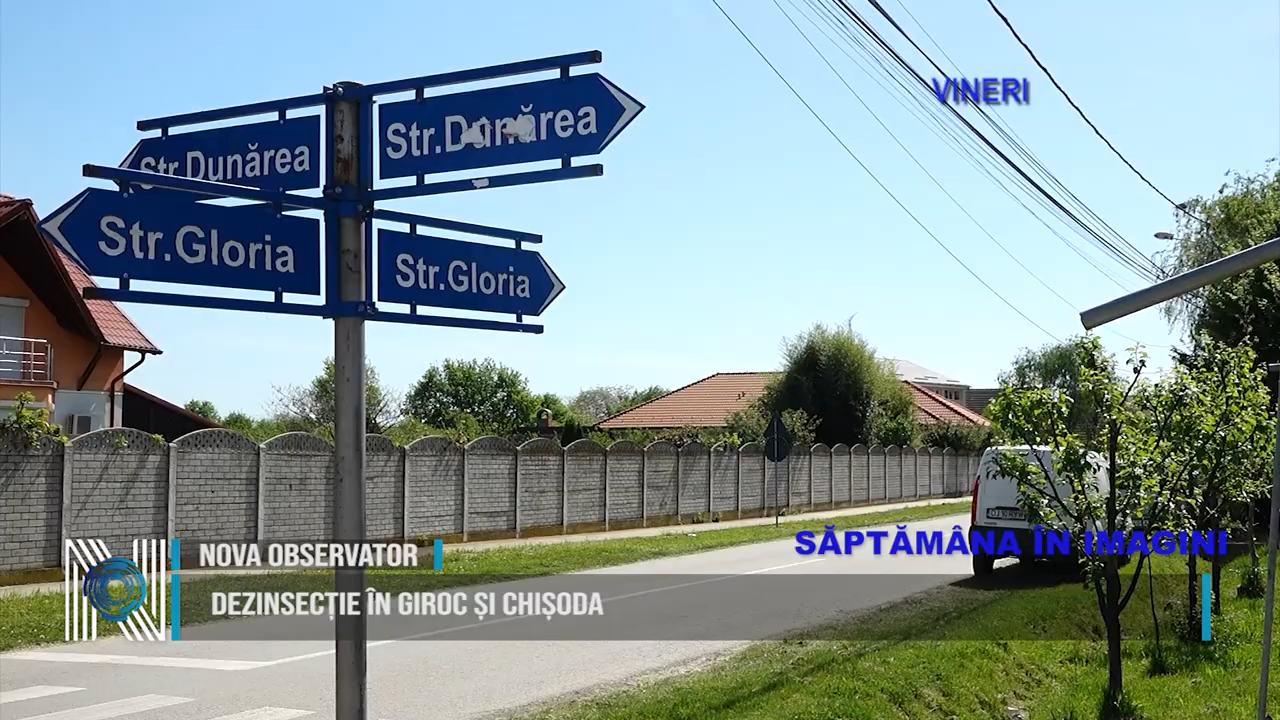 VINERI
Str.Dunărea
Str.Dunărea
Str.Gloria
Str.Gloria
SĂPTĂMÂNA ÎN IMAGINI
NOVA OBSERVATOR
DEZINSECȚIE ÎN GIROC ȘI CHIȘODA